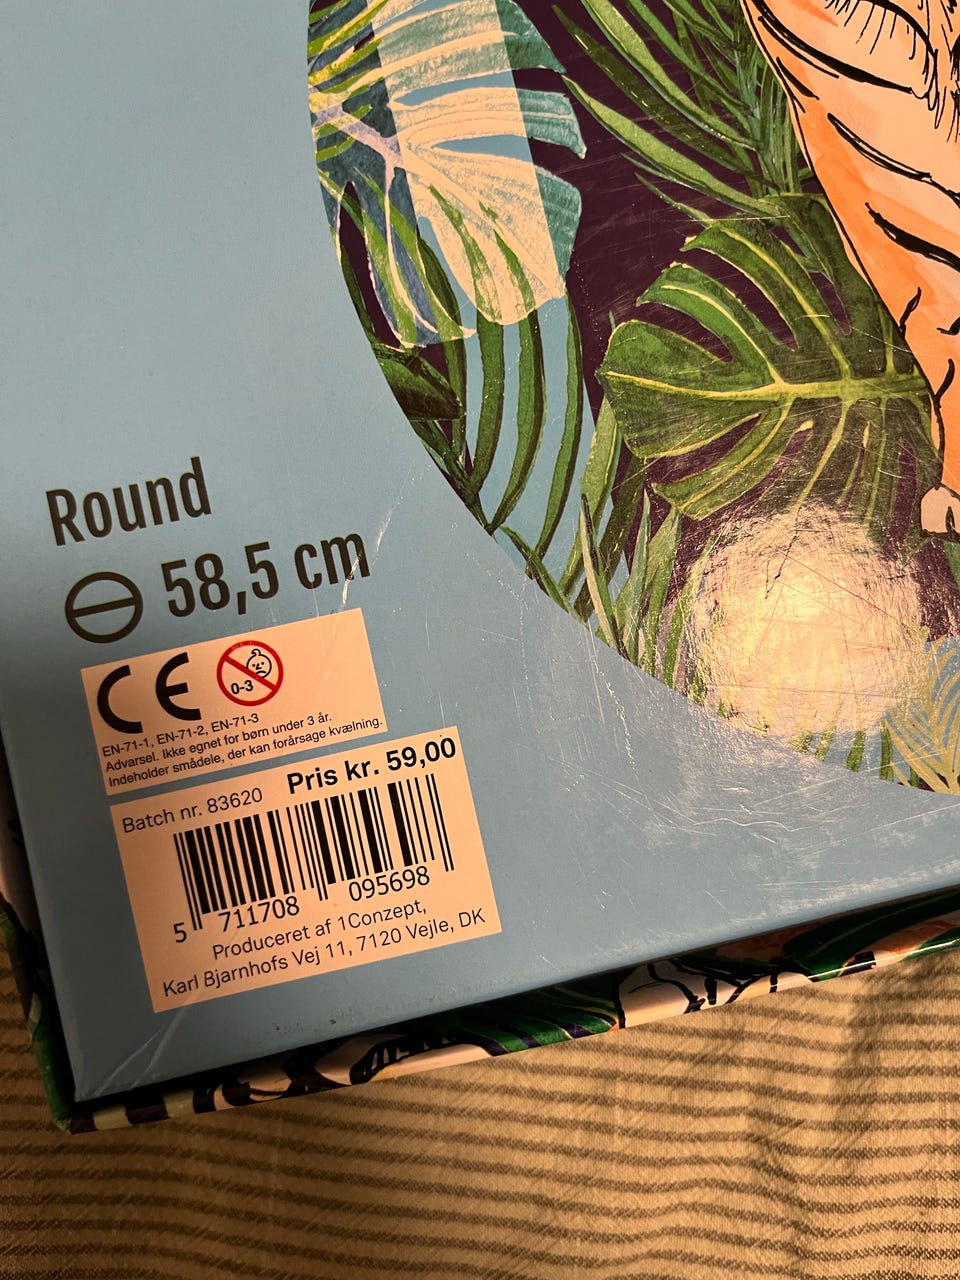 Round
58,5 cm
CE
0-3
EN-71-1, EN-71-2, EN-71-3
Advarsel. Ikke egnet for børn under 3 år.
Indeholder smådele, der kan forårsage kvælning.
Pris kr. 59,00
Batch nr. 83620
5 711708 095698
Produceret af 1Conzept,
Karl Bjarnhofs Vej 11, 7120 Vejle, DK